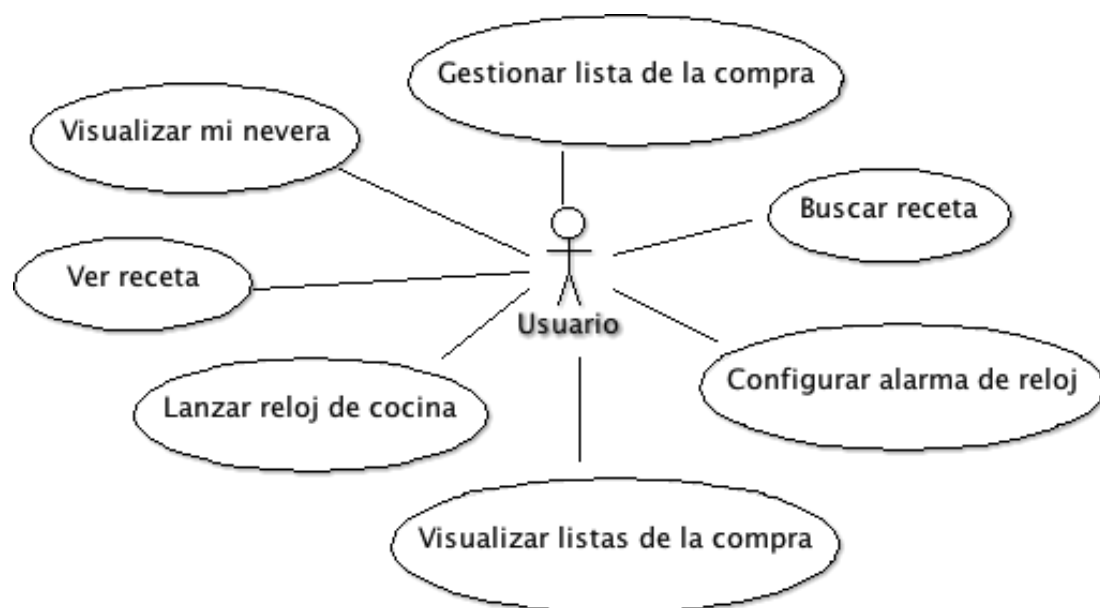 Gestionar lista de la compra
Visualizar mi nevera
Buscar receta
Ver receta
Usuario
Configurar alarma de reloj
Lanzar reloj de cocina
Visualizar listas de la compra